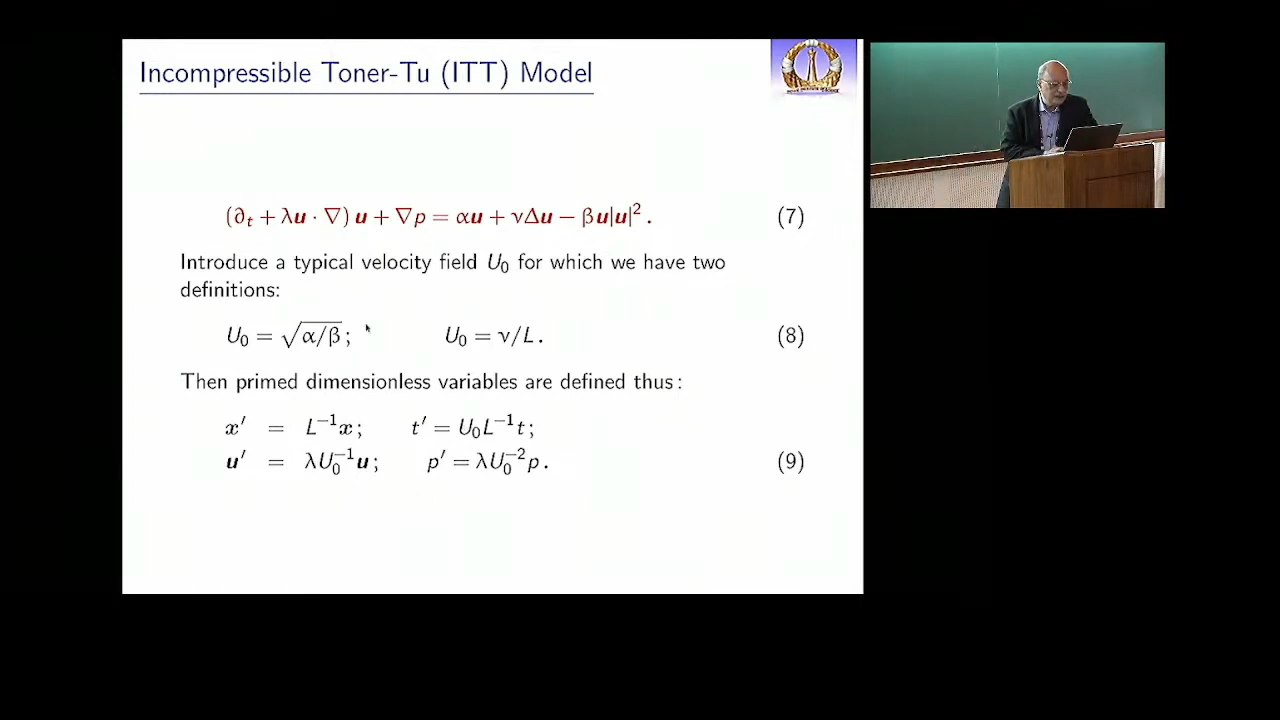 Incompressible Toner-Tu (ITT) Model
(∂ₜ + λu · ∇) u + ∇p = αu + νΔu − βu|u|² . (7)
Introduce a typical velocity field U₀ for which we have two
definitions:
U₀ = √α/β ; U₀ = ν/L . (8)
Then primed dimensionless variables are defined thus :
x′ = L⁻¹x ; t′ = U₀L⁻¹t ;
u′ = λU₀⁻¹u ; p′ = λU₀⁻²p . (9)